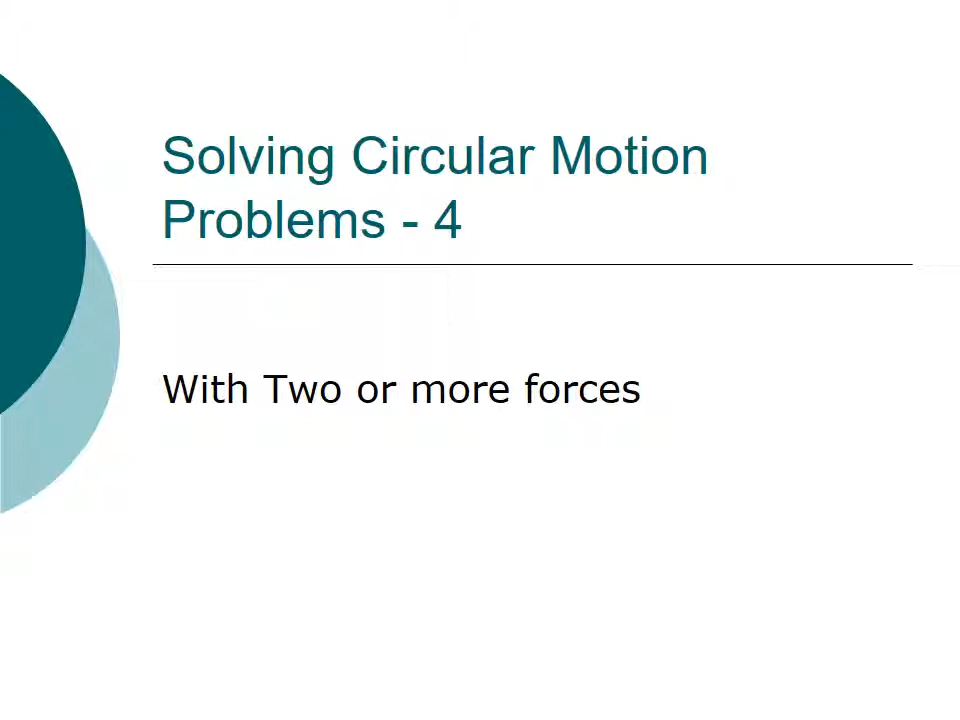 Solving Circular Motion
Problems - 4
With Two or more forces